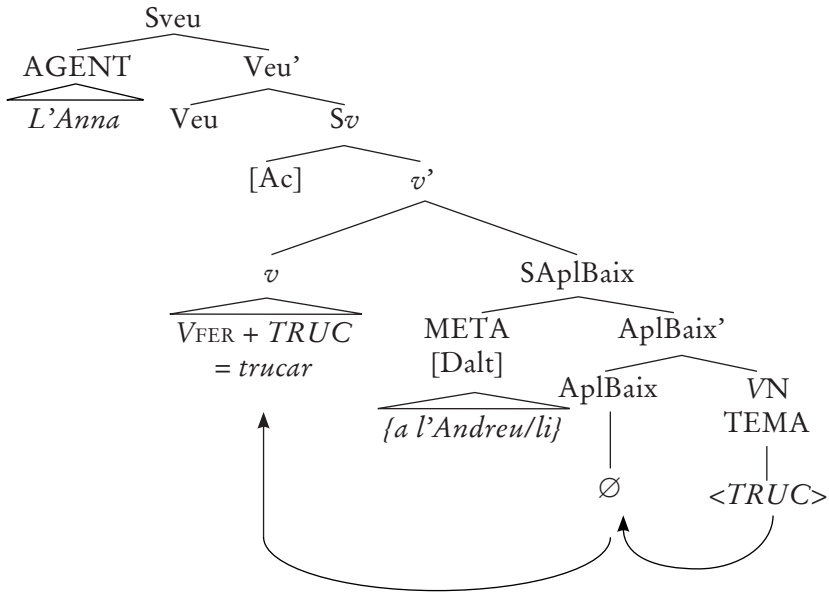 Sveu
AGENT Veu’
L’Anna Veu Sv
[Ac] v’
v SAplBaix
VFER + TRUC META AplBaix’
= trucar [Dalt] AplBaix VN
{a l’Andreu/li} TEMA
∅ <TRUC>